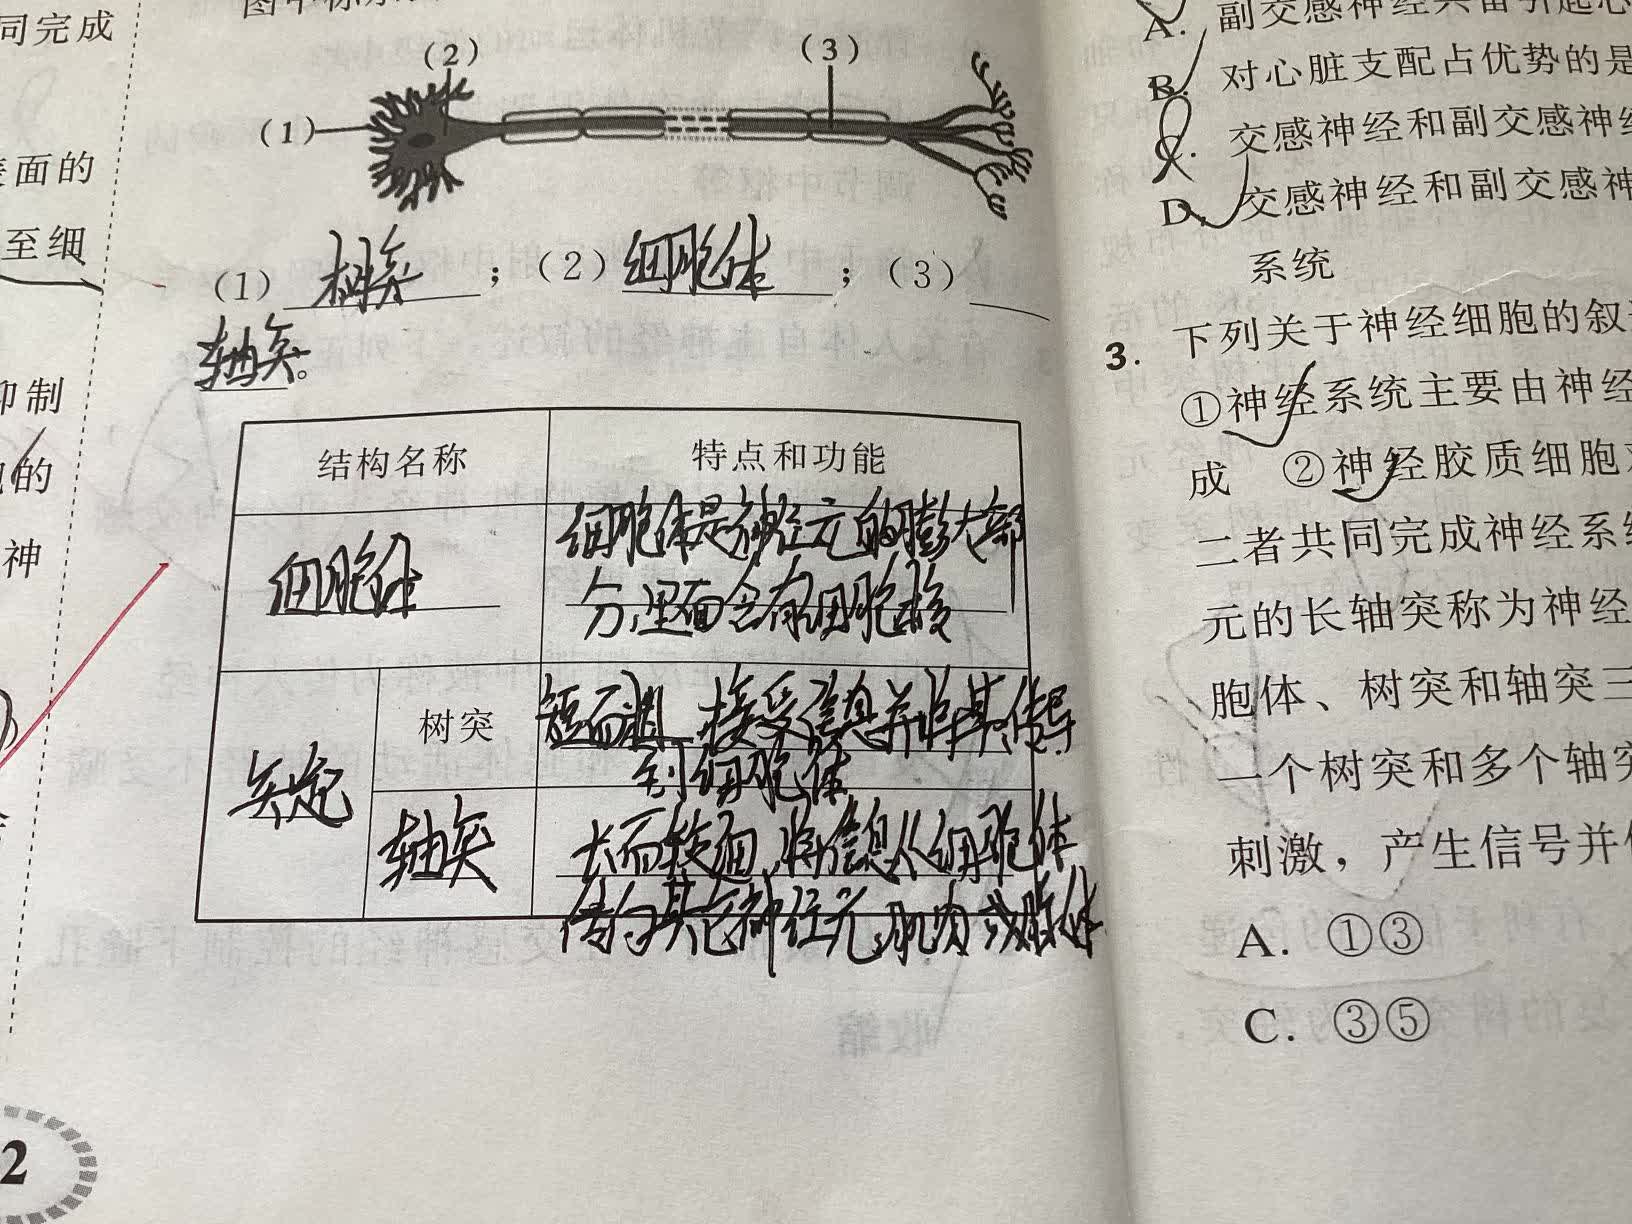 同完成
面的
至细
抑制
的
神
2
(2)
(3)
(1)
(1) 树突 ;(2) 细胞体 ;(3)
轴突。
结构名称 特点和功能
细胞体 细胞体是神经元的膨大部
分,里面含有细胞核
突起 树突 短而粗 接受信息并将其传导
到细胞体
轴突 长而较细,将信息从细胞体
传向其他神经元、肌肉或腺体
A. 副交感神经兴奋引起心
B. 对心脏支配占优势的是
C. 交感神经和副交感神经
D. 交感神经和副交感神
系统
3. 下列关于神经细胞的叙述
①神经系统主要由神经
成 ②神经胶质细胞对
二者共同完成神经系统
元的长轴突称为神经
胞体、树突和轴突三
一个树突和多个轴突
刺激,产生信号并传
A. ①③
C. ③⑤